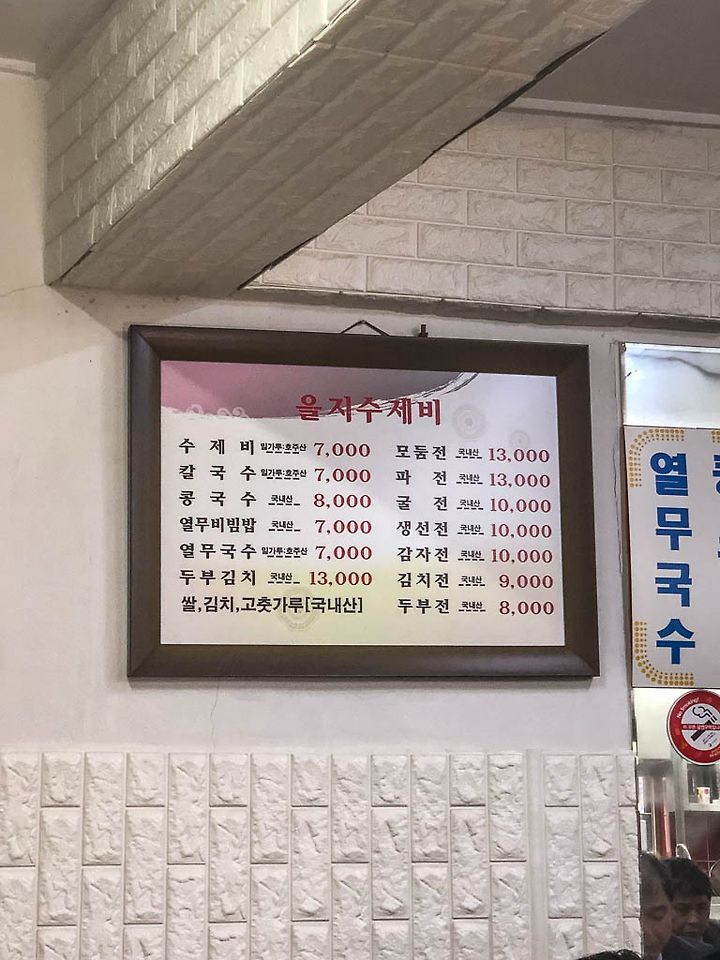 을지수제비
수제비 밀가루:호주산 7,000
칼국수 밀가루:호주산 7,000
콩국수 국내산 8,000
열무비빔밥 국내산 7,000
열무국수 밀가루:호주산 7,000
두부김치 국내산 13,000
쌀,김치,고춧가루[국내산]
모둠전 국내산 13,000
파전 국내산 13,000
굴전 국내산 10,000
생선전 국내산 10,000
감자전 국내산 10,000
김치전 국내산 9,000
두부전 국내산 8,000
열무국수
No Smoking!